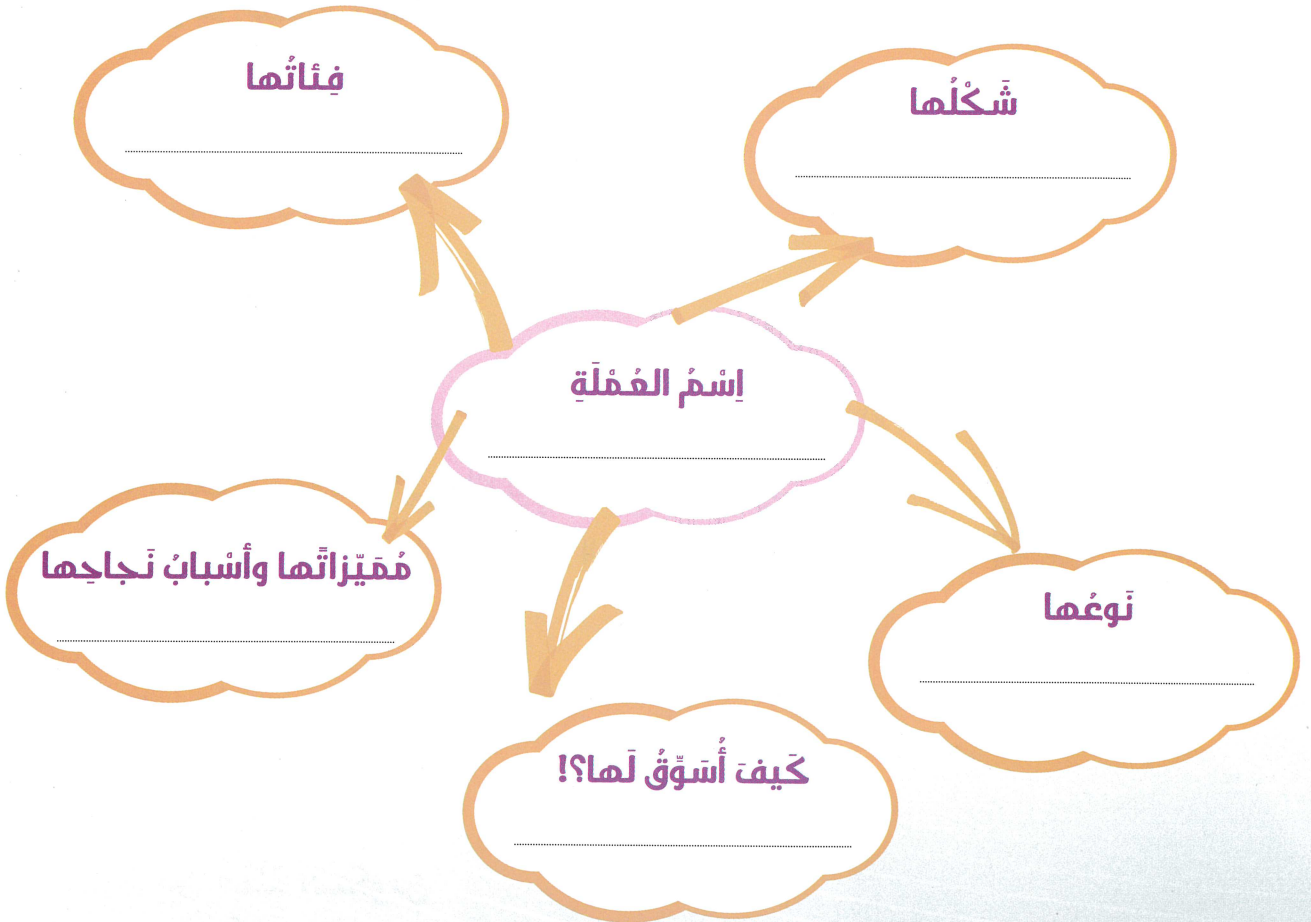 شَكْلُها
فِئاتُها
اِسْمُ العُمْلَةِ
مُمَيّزاتًها وأَسْبابُ نَجاحِها
نَوعُها
كَيفَ أُسَوِّقُ لَها؟!